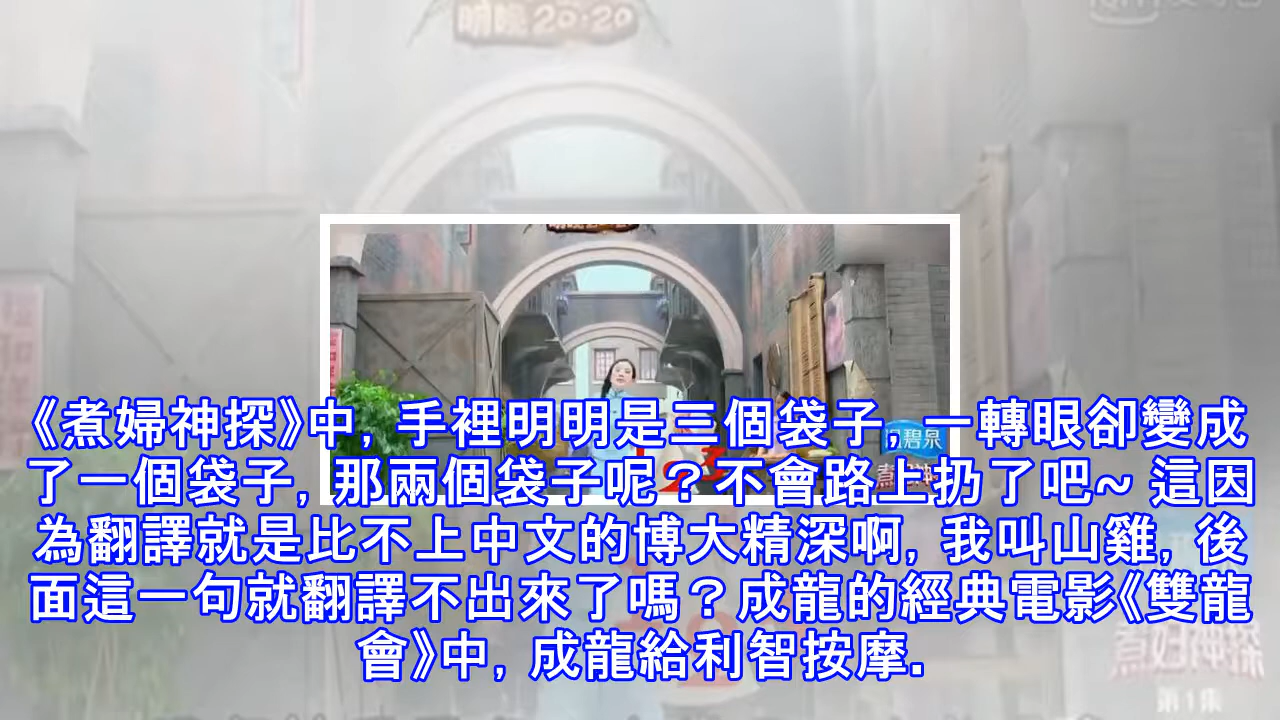 明晚20:20
《煮婦神探》中, 手裡明明是三個袋子, 一轉眼卻變成
了一個袋子, 那兩個袋子呢？不會路上扔了吧~ 這因
為翻譯就是比不上中文的博大精深啊, 我叫山雞, 後
面這一句就翻譯不出來了嗎？成龍的經典電影《雙龍
會》中, 成龍給利智按摩.
第1集